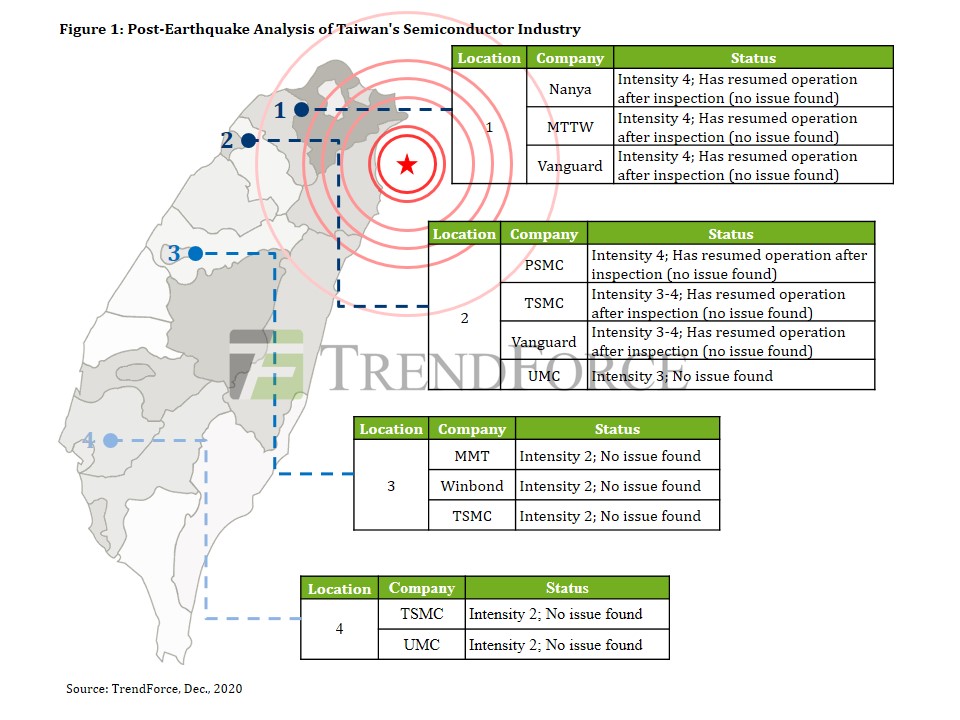 Figure 1: Post-Earthquake Analysis of Taiwan's Semiconductor Industry
Location Company Status
1
Nanya Intensity 4; Has resumed operation
after inspection (no issue found)
MTTW Intensity 4; Has resumed operation
after inspection (no issue found)
Vanguard Intensity 4; Has resumed operation
after inspection (no issue found)
1
2
3
4
Location Company Status
2
PSMC Intensity 4; Has resumed operation after
inspection (no issue found)
TSMC Intensity 3-4; Has resumed operation
after inspection (no issue found)
Vanguard Intensity 3-4; Has resumed operation
after inspection (no issue found)
UMC Intensity 3; No issue found
TRENDFORCE
Location Company Status
3
MMT Intensity 2; No issue found
Winbond Intensity 2; No issue found
TSMC Intensity 2; No issue found
Location Company Status
4
TSMC Intensity 2; No issue found
UMC Intensity 2; No issue found
Source: TrendForce, Dec., 2020